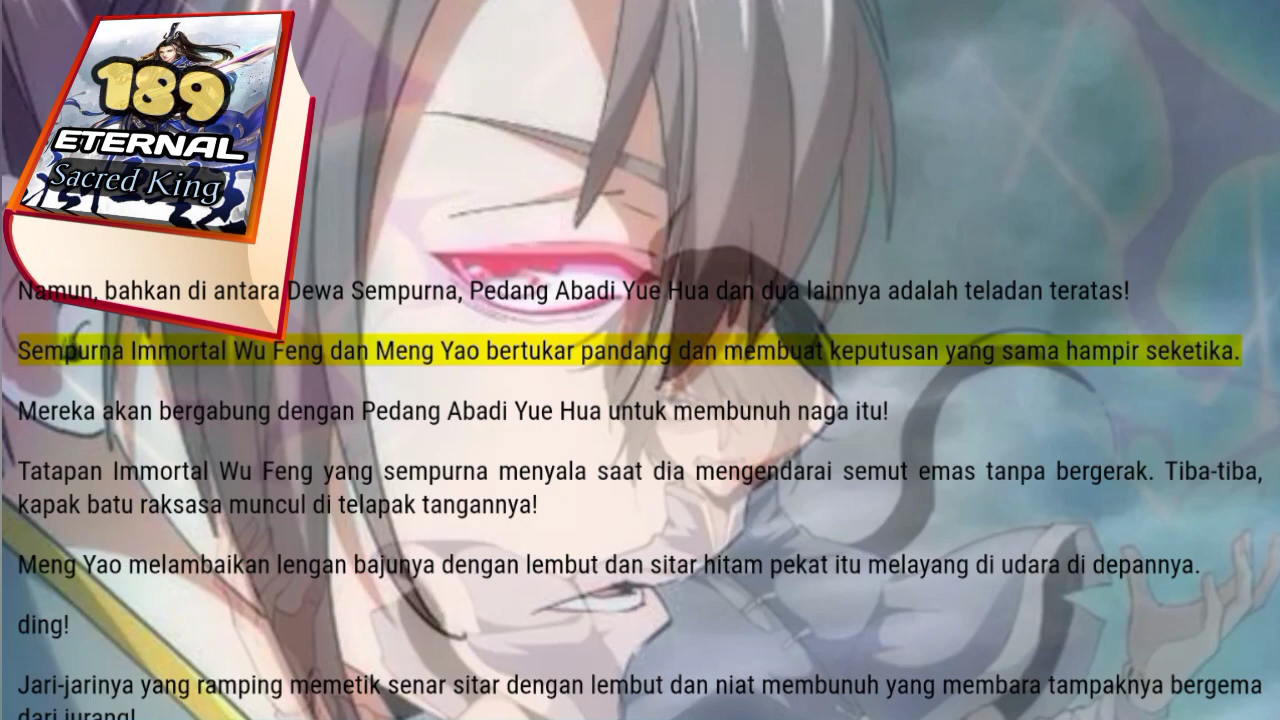 189
ETERNAL
Sacred King
Namun, bahkan di antara Dewa Sempurna, Pedang Abadi Yue Hua dan dua lainnya adalah teladan teratas!
Sempurna Immortal Wu Feng dan Meng Yao bertukar pandang dan membuat keputusan yang sama hampir seketika.
Mereka akan bergabung dengan Pedang Abadi Yue Hua untuk membunuh naga itu!
Tatapan Immortal Wu Feng yang sempurna menyala saat dia mengendarai semut emas tanpa bergerak. Tiba-tiba,
kapak batu raksasa muncul di telapak tangannya!
Meng Yao melambaikan lengan bajunya dengan lembut dan sitar hitam pekat itu melayang di udara di depannya.
ding!
Jari-jarinya yang ramping memetik senar sitar dengan lembut dan niat membunuh yang membara tampaknya bergema
dari jurang!